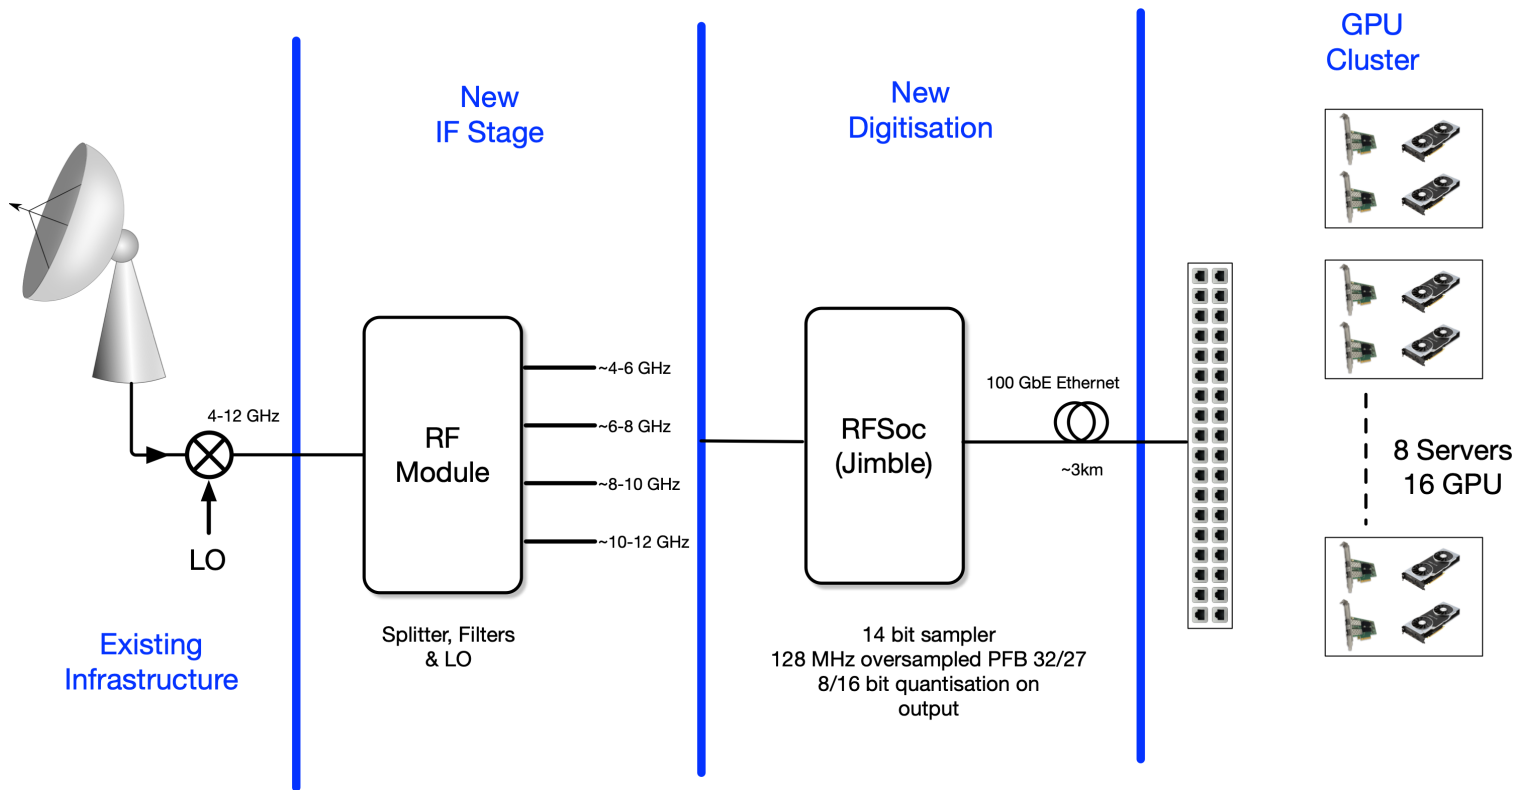 GPU
Cluster
New
IF Stage
New
Digitisation
4-12 GHz
LO
Existing
Infrastructure
RF
Module
~4-6 GHz
~6-8 GHz
~8-10 GHz
~10-12 GHz
Splitter, Filters
& LO
RFSoc
(Jimble)
14 bit sampler
128 MHz oversampled PFB 32/27
8/16 bit quantisation on
output
100 GbE Ethernet
~3km
8 Servers
16 GPU